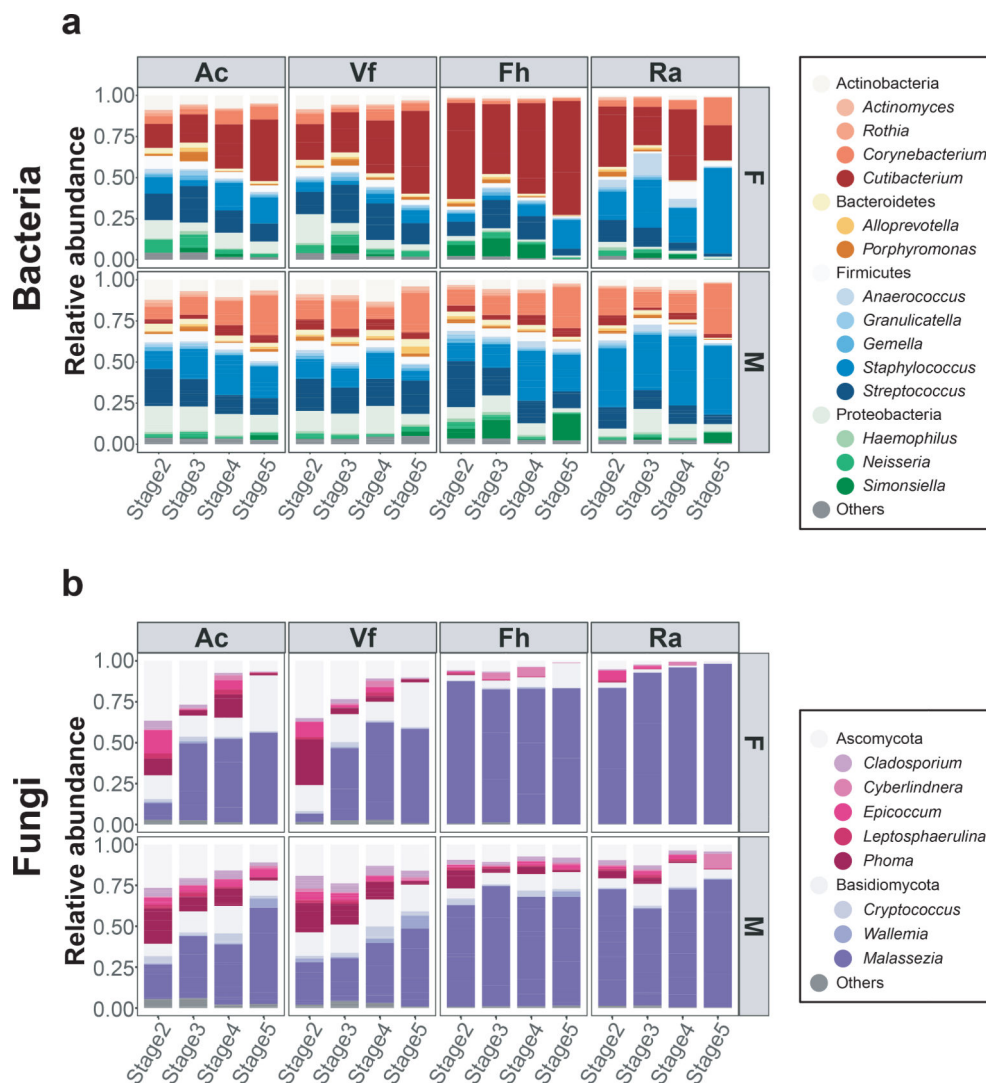 a
Bacteria
Relative abundance
Ac Vf Fh Ra
1.00
0.75
0.50
0.25
0.00
F
1.00
0.75
0.50
0.25
0.00
M
Relative abundance
Stage2 Stage3 Stage4 Stage5 Stage2 Stage3 Stage4 Stage5 Stage2 Stage3 Stage4 Stage5 Stage2 Stage3 Stage4 Stage5
Actinobacteria
Actinomyces
Rothia
Corynebacterium
Cutibacterium
Bacteroidetes
Alloprevotella
Porphyromonas
Firmicutes
Anaerococcus
Granulicatella
Gemella
Staphylococcus
Streptococcus
Proteobacteria
Haemophilus
Neisseria
Simonsiella
Others
b
Fungi
Relative abundance
Ac Vf Fh Ra
1.00
0.75
0.50
0.25
0.00
F
1.00
0.75
0.50
0.25
0.00
M
Relative abundance
Stage2 Stage3 Stage4 Stage5 Stage2 Stage3 Stage4 Stage5 Stage2 Stage3 Stage4 Stage5 Stage2 Stage3 Stage4 Stage5
Ascomycota
Cladosporium
Cyberlindnera
Epicoccum
Leptosphaerulina
Phoma
Basidiomycota
Cryptococcus
Wallemia
Malassezia
Others